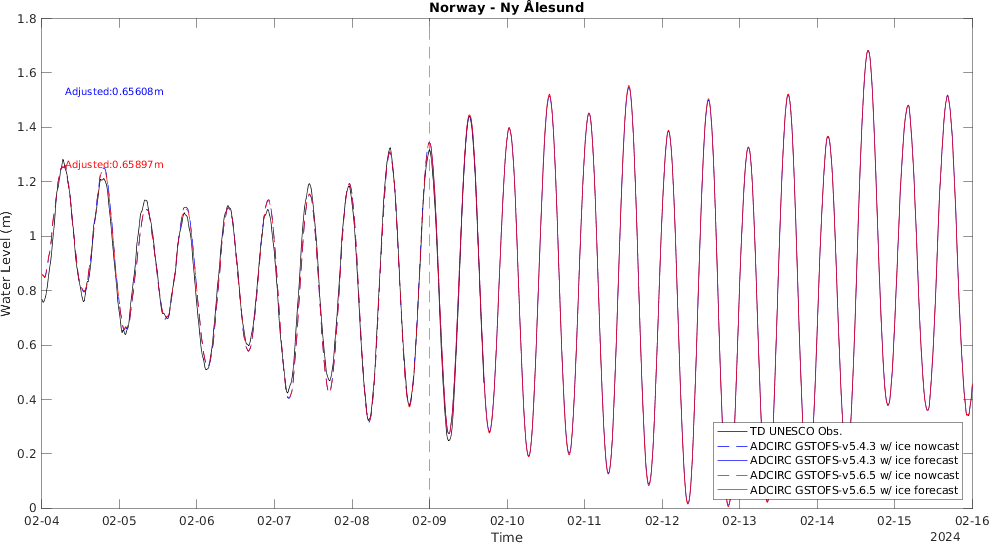 Norway - Ny Ålesund
1.8
1.6
1.4
1.2
1
0.8
0.6
0.4
0.2
0
Water Level (m)
Adjusted:0.65608m
Adjusted:0.65897m
TD UNESCO Obs.
ADCIRC GSTOFS-v5.4.3 w/ ice nowcast
ADCIRC GSTOFS-v5.4.3 w/ ice forecast
ADCIRC GSTOFS-v5.6.5 w/ ice nowcast
ADCIRC GSTOFS-v5.6.5 w/ ice forecast
02-04 02-05 02-06 02-07 02-08 02-09 02-10 02-11 02-12 02-13 02-14 02-15 02-16
Time
2024